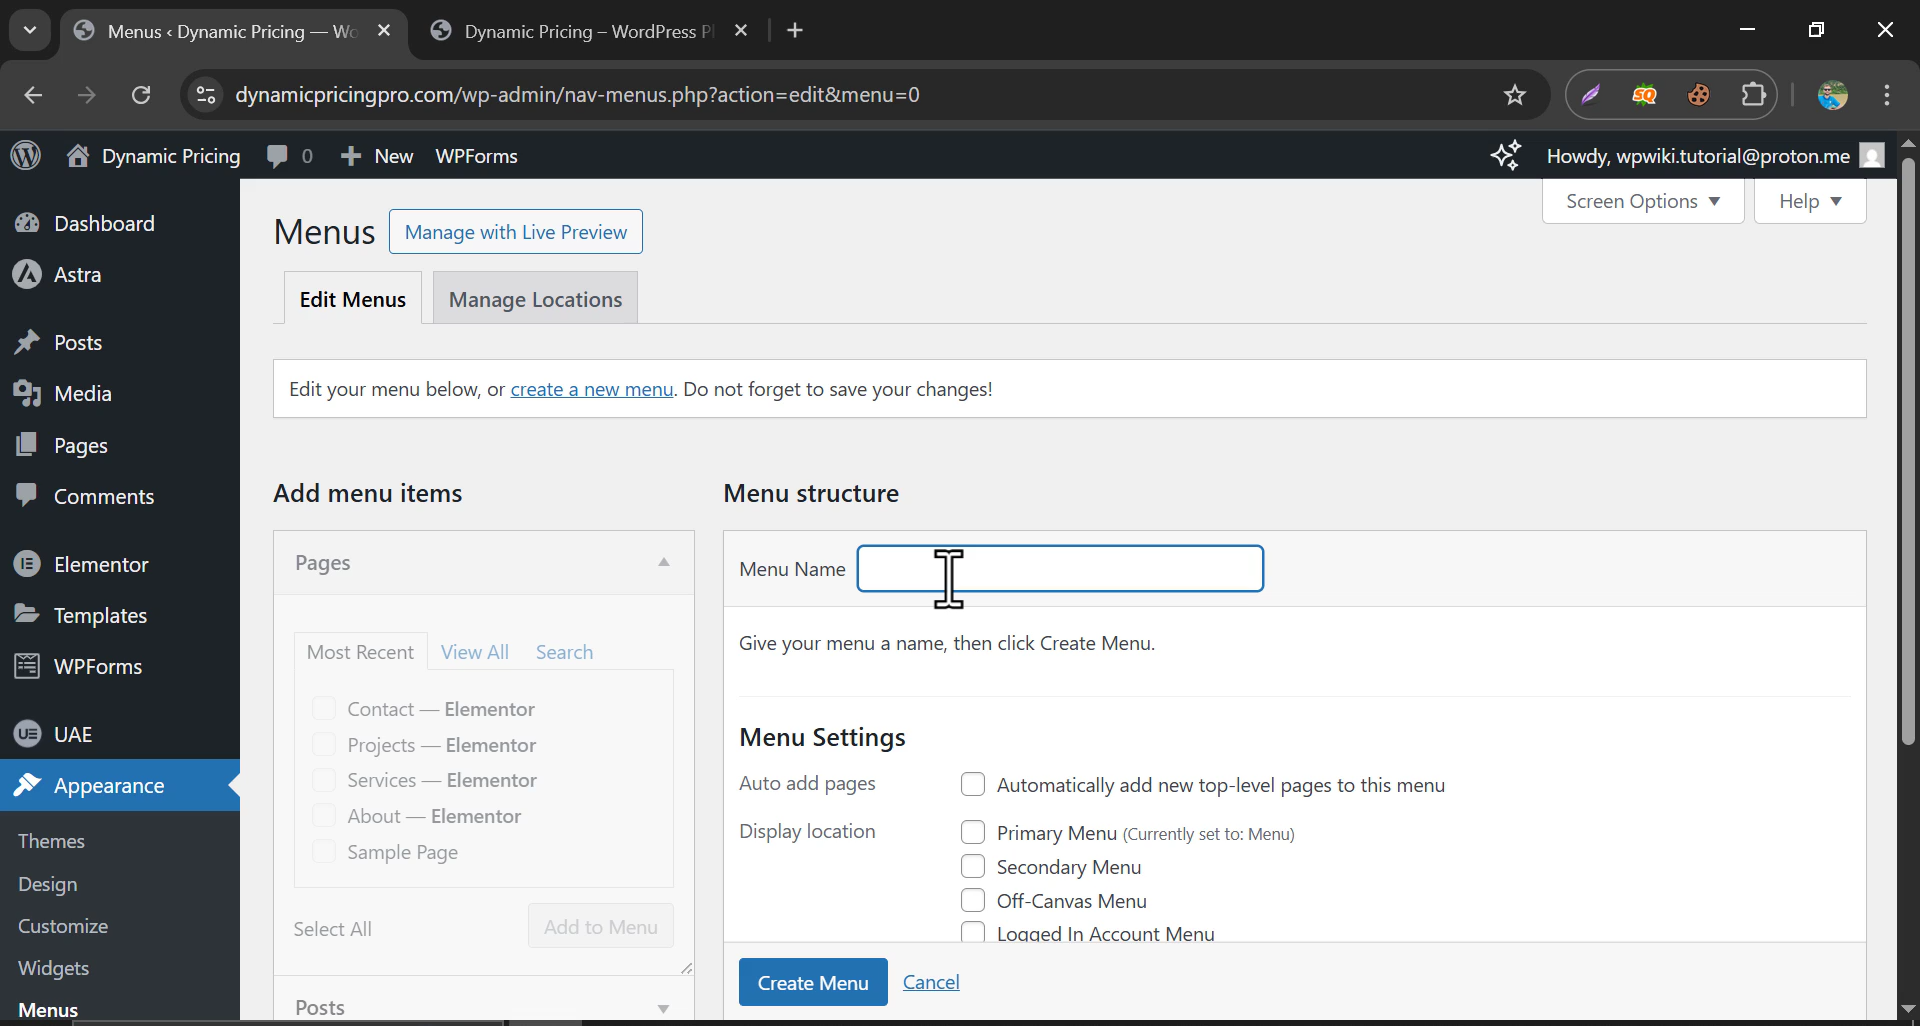 Menus ‹ Dynamic Pricing — Wo
Dynamic Pricing – WordPress P
dynamicpricingpro.com/wp-admin/nav-menus.php?action=edit&menu=0
Dynamic Pricing
0
New
WPForms
Howdy, wpwiki.tutorial@proton.me
Dashboard
Astra
Posts
Media
Pages
Comments
Elementor
Templates
WPForms
UAE
Appearance
Themes
Design
Customize
Widgets
Menus
Screen Options
Help
Menus
Manage with Live Preview
Edit Menus
Manage Locations
Edit your menu below, or create a new menu. Do not forget to save your changes!
Add menu items
Pages
Most Recent
View All
Search
Contact — Elementor
Projects — Elementor
Services — Elementor
About — Elementor
Sample Page
Select All
Add to Menu
Posts
Menu structure
Menu Name
Give your menu a name, then click Create Menu.
Menu Settings
Auto add pages
Automatically add new top-level pages to this menu
Display location
Primary Menu (Currently set to: Menu)
Secondary Menu
Off-Canvas Menu
Logged In Account Menu
Create Menu
Cancel